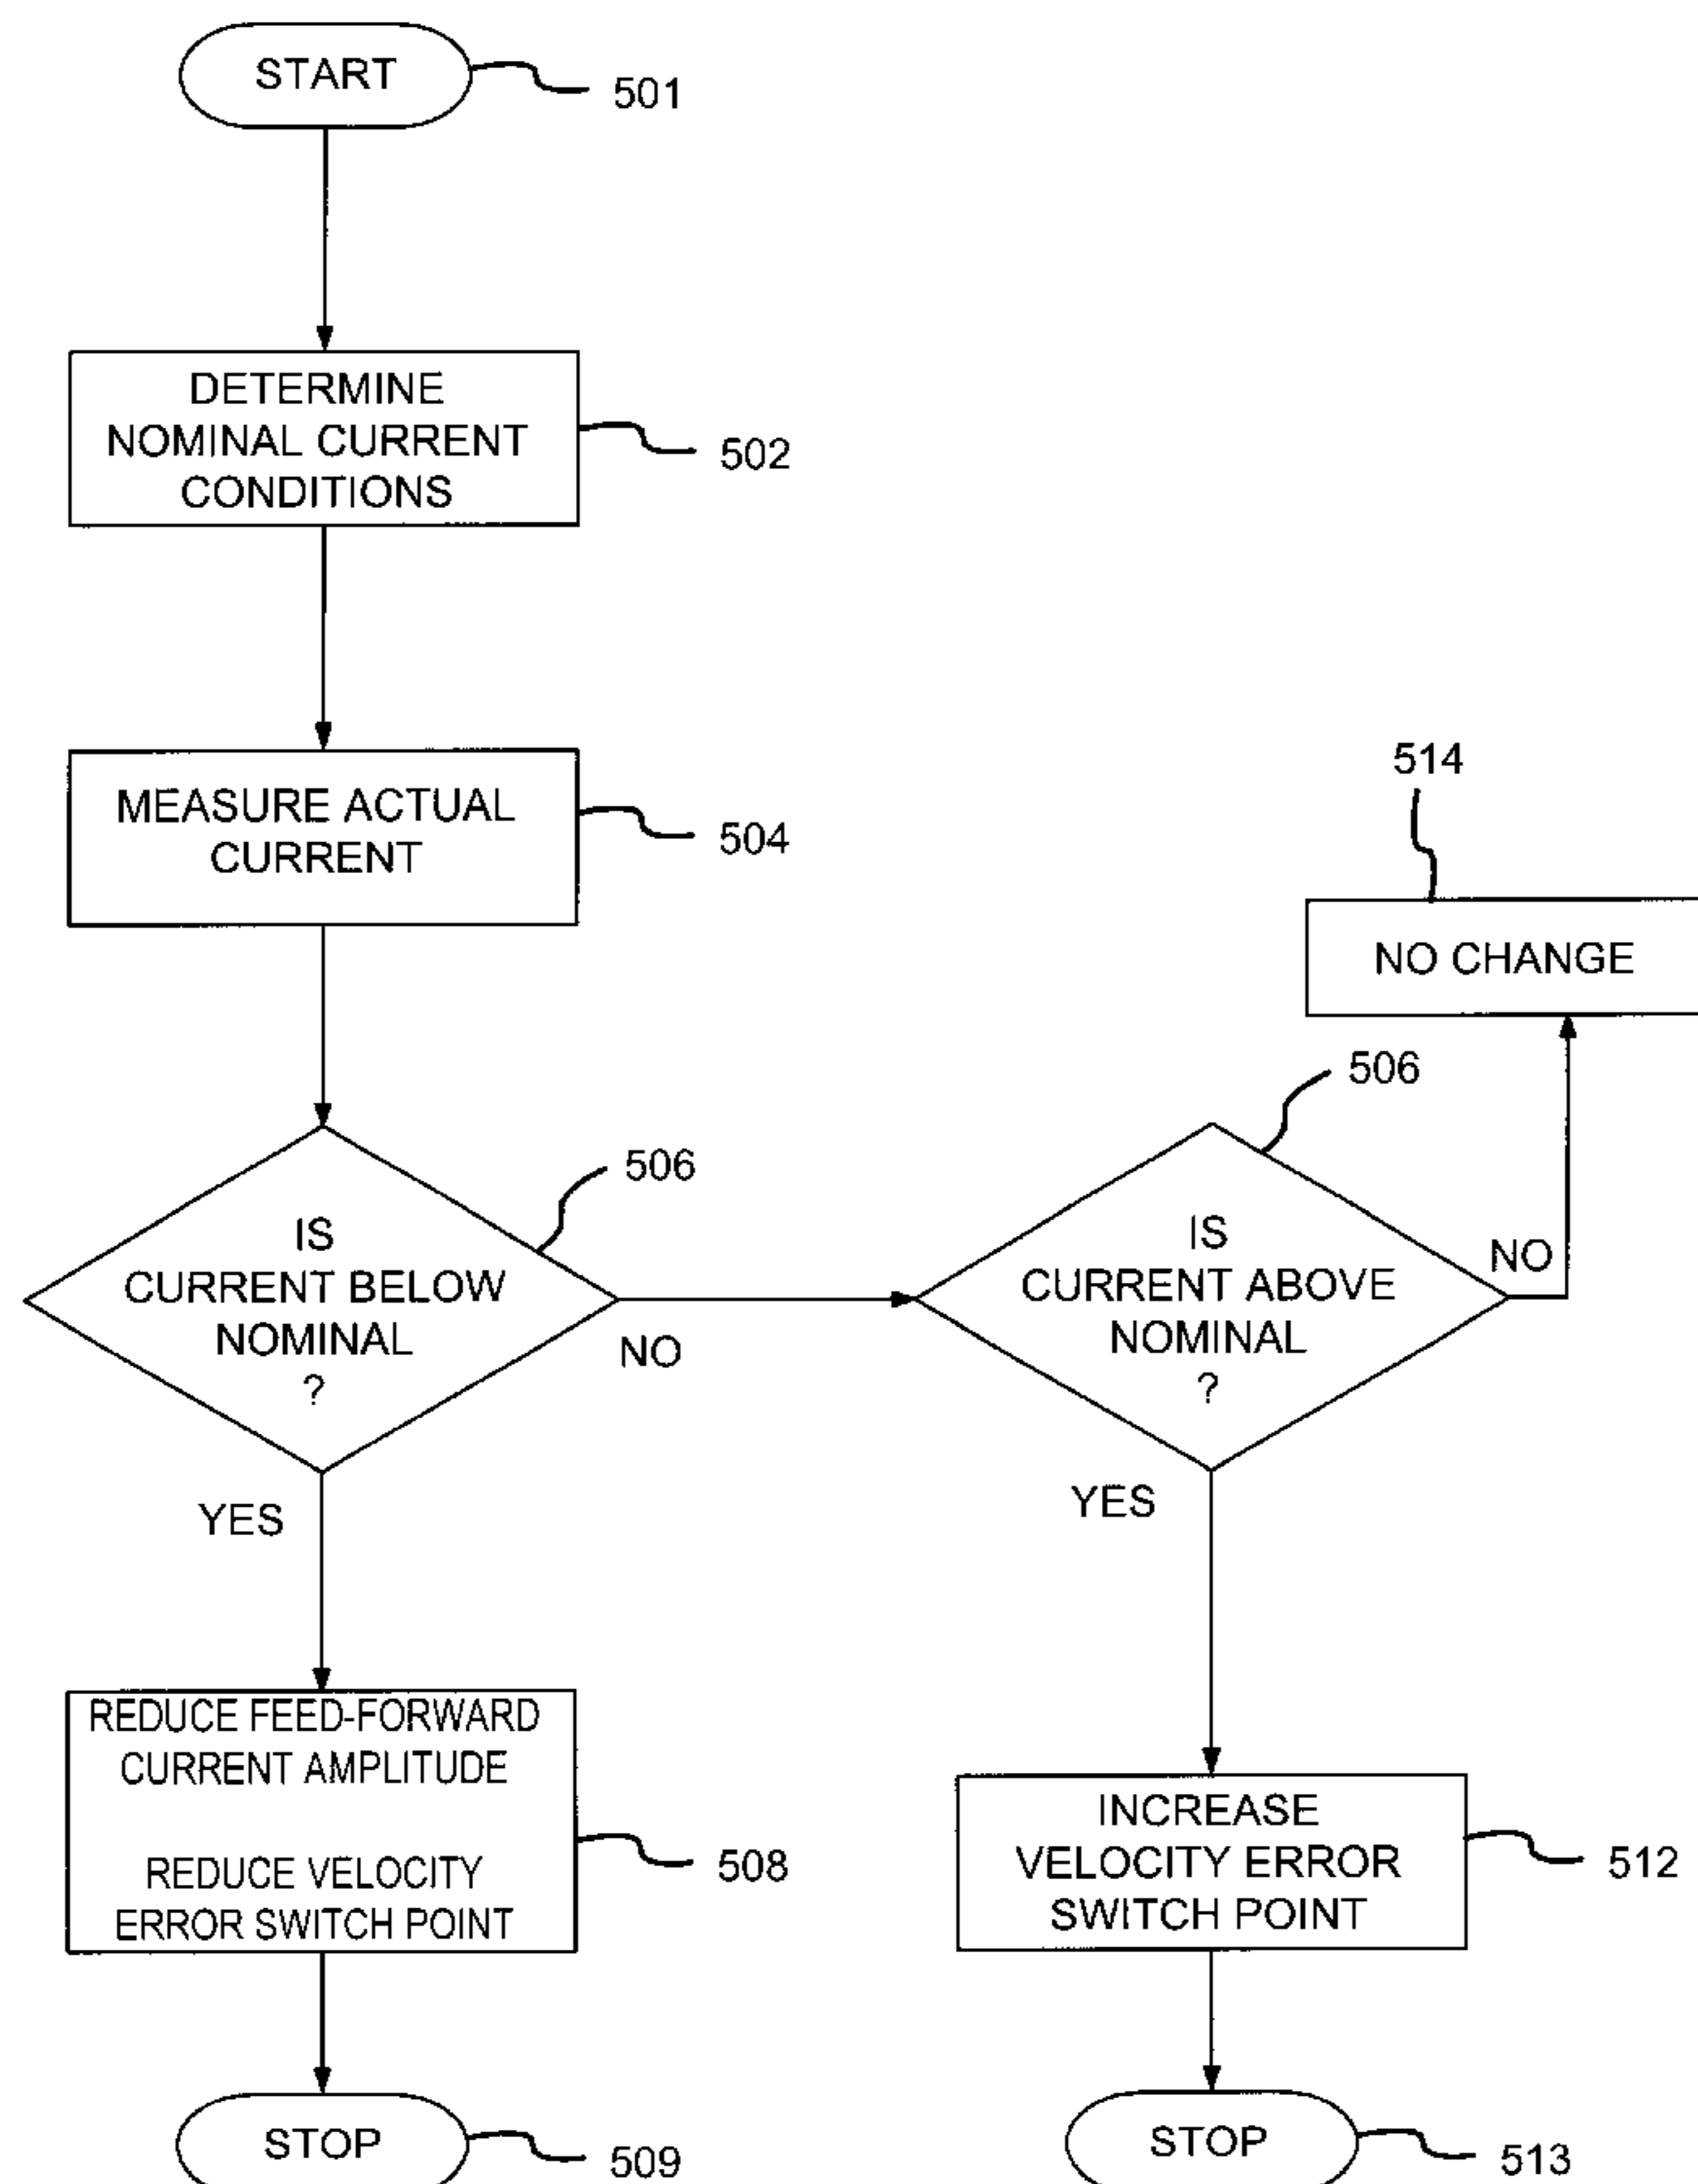 START
501
DETERMINE
NOMINAL CURRENT
CONDITIONS
502
MEASURE ACTUAL
CURRENT
504
514
NO CHANGE
506
IS
CURRENT BELOW
NOMINAL
?
NO
YES
506
IS
CURRENT ABOVE
NOMINAL
?
NO
YES
REDUCE FEED-FORWARD
CURRENT AMPLITUDE
REDUCE VELOCITY
ERROR SWITCH POINT
508
INCREASE
VELOCITY ERROR
SWITCH POINT
512
STOP
509
STOP
513